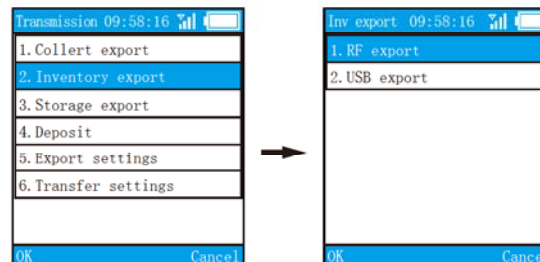 Transmission 09:58:16
1.Collert export
2.Inventory export
3.Storage export
4.Deposit
5.Export settings
6.Transfer settings
OK Cancel
Inv export 09:58:16
1.RF export
2.USB export
OK Cance